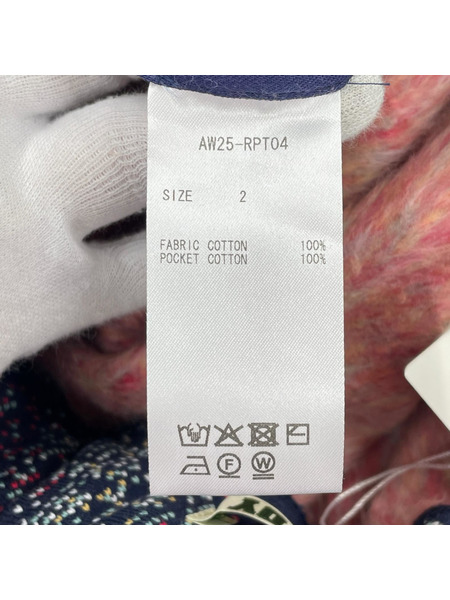 AW25-RPT04
SIZE 2
FABRIC COTTON 100%
POCKET COTTON 100%
F W